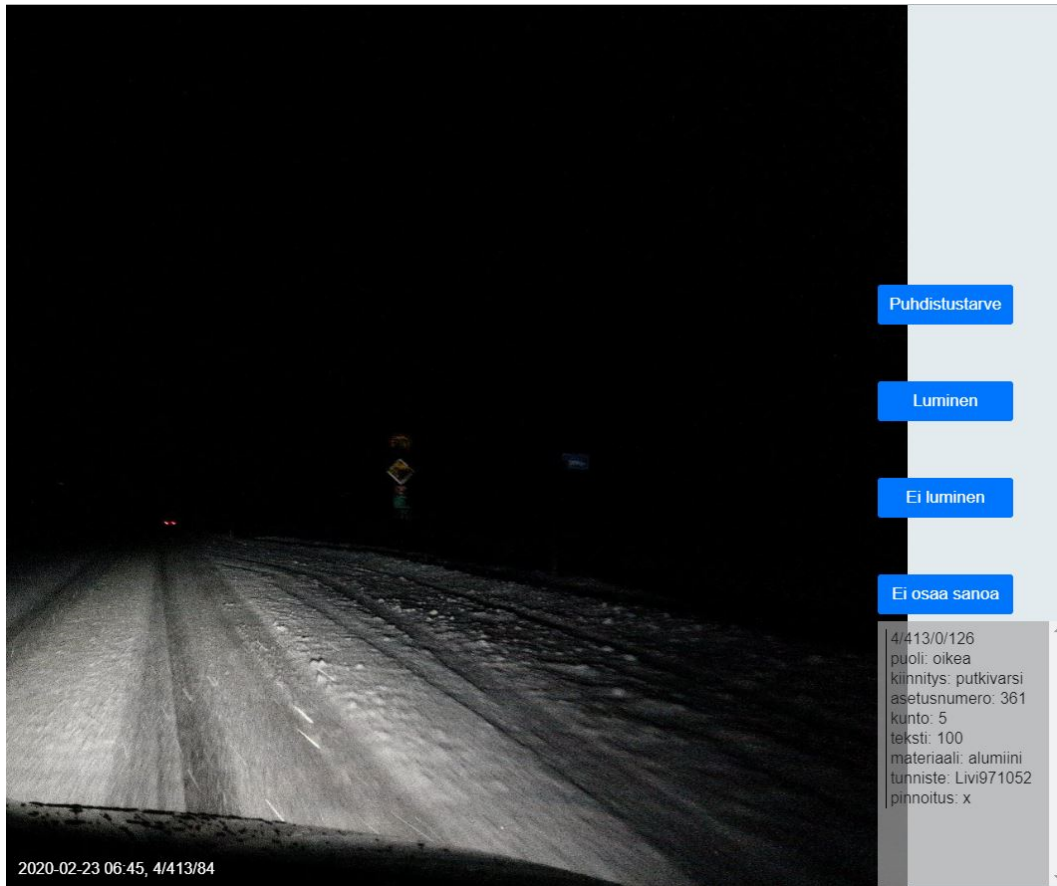 Puhdistustarve
Luminen
Ei luminen
Ei osaa sanoa
4/413/0/126
puoli: oikea
kiinnitys: putkivarsi
asetusnumero: 361
kunto: 5
teksti: 100
materiaali: alumiini
tunniste: Livi971052
pinnoitus: x
2020-02-23 06:45, 4/413/84